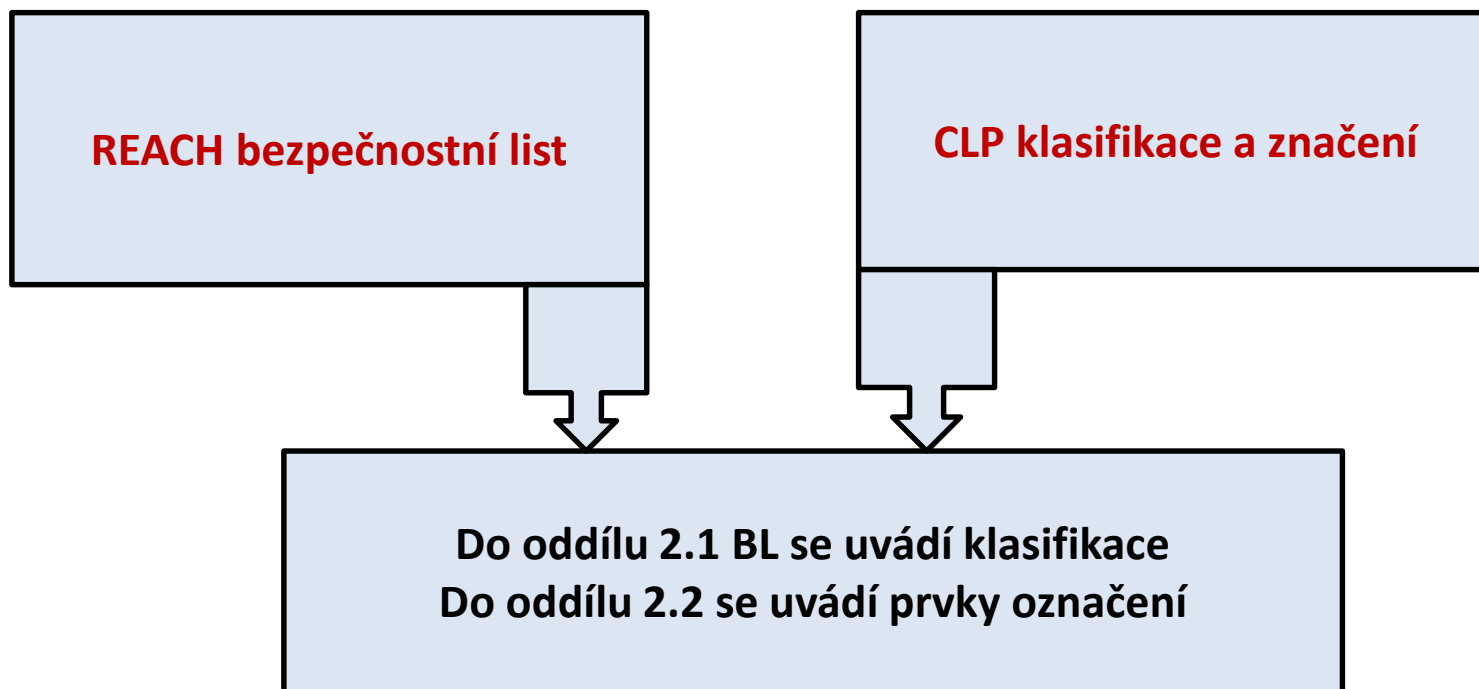 REACH bezpečnostní list
CLP klasifikace a značení
Do oddílu 2.1 BL se uvádí klasifikace
Do oddílu 2.2 se uvádí prvky označení